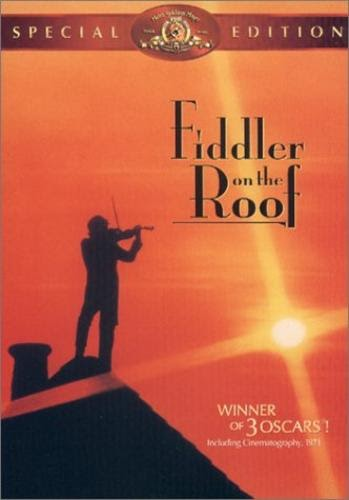 SPECIAL EDITION
Fiddler
on the
Roof
WINNER
OF 3 OSCARS !
Including Cinematography, 1971